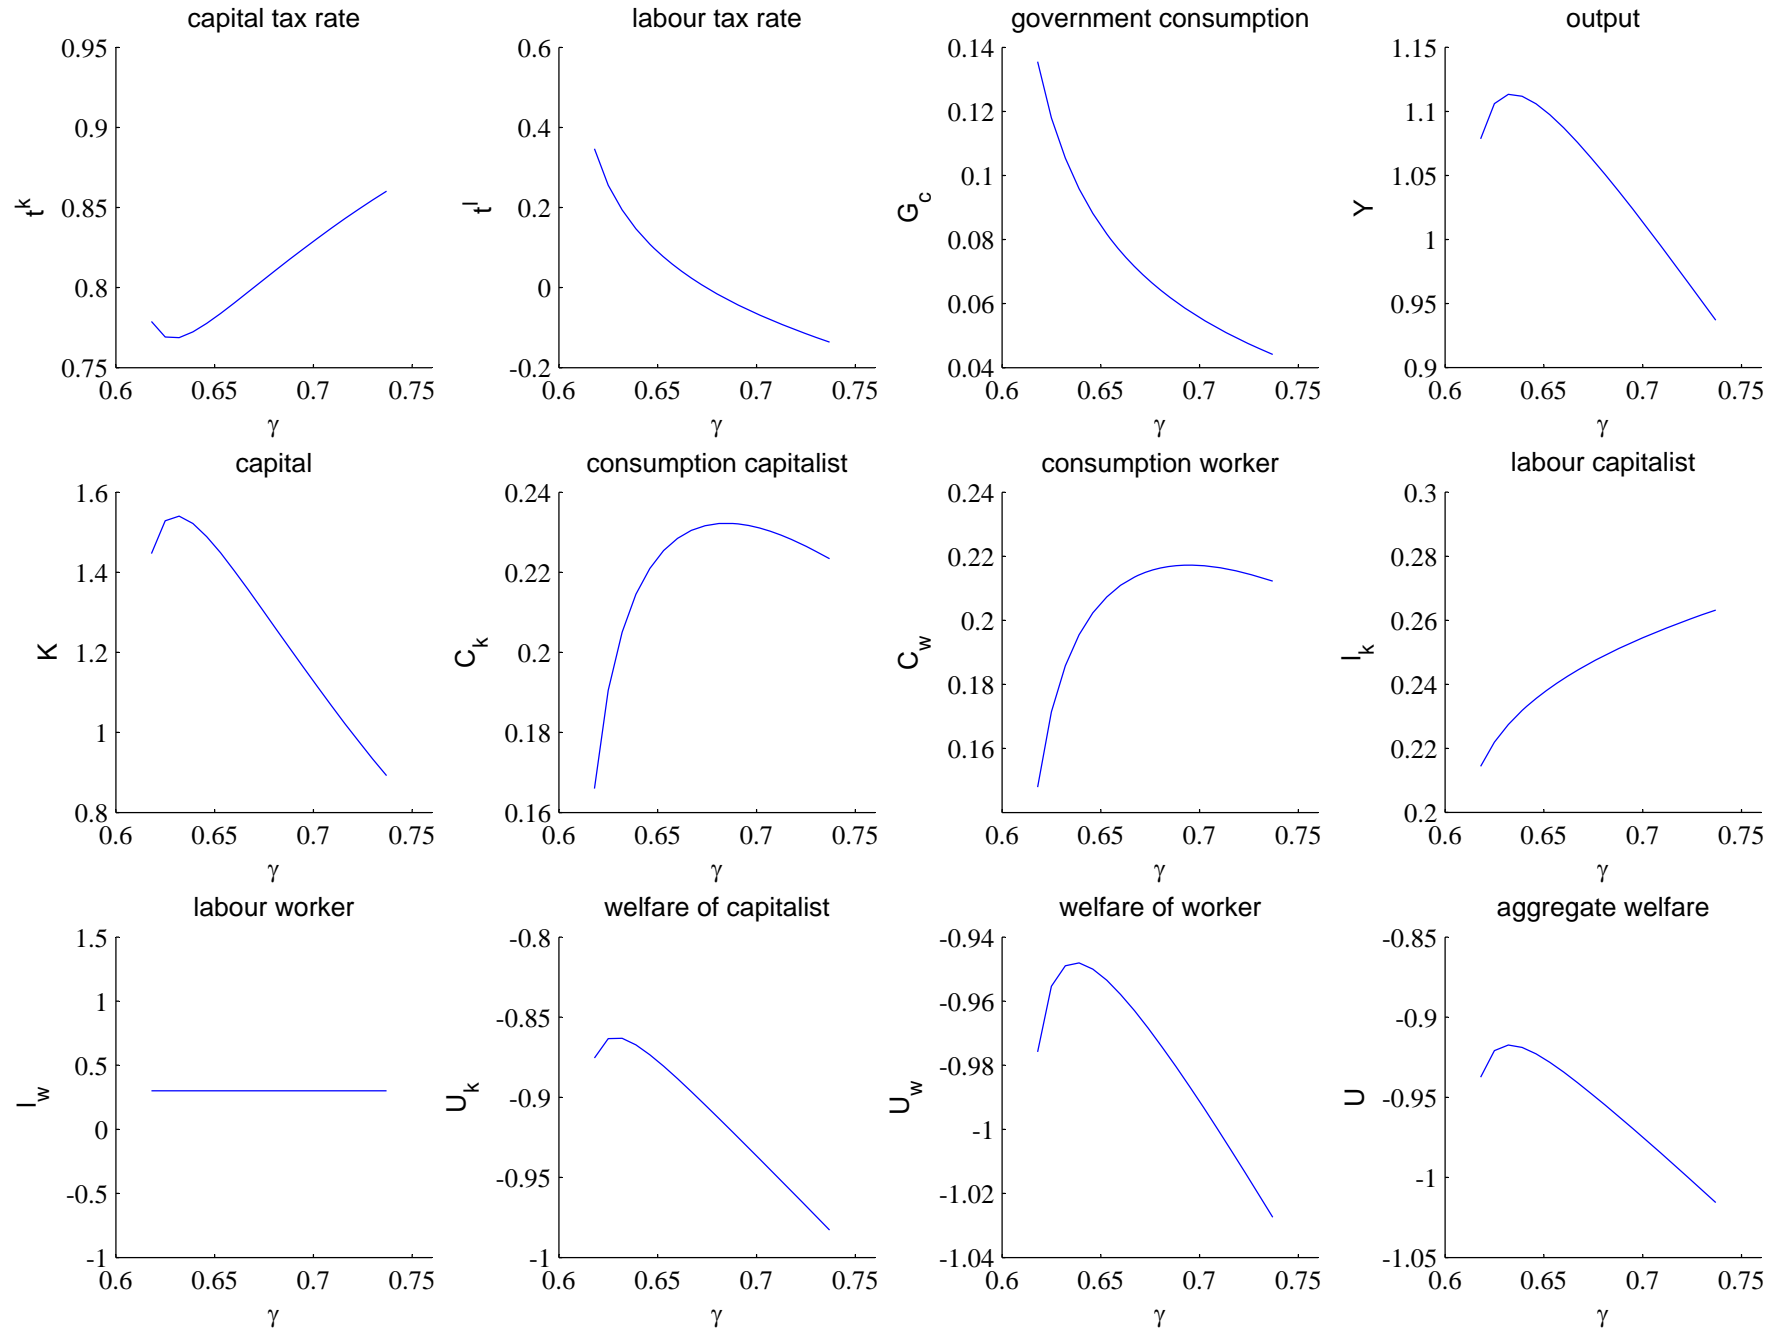 capital tax rate
labour tax rate
government consumption
output
0.95
0.9
0.85
0.8
0.75
t^k
0.6 0.65 0.7 0.75
γ
0.6
0.4
0.2
0
-0.2
t^l
0.6 0.65 0.7 0.75
γ
0.14
0.12
0.1
0.08
0.06
0.04
G_c
0.6 0.65 0.7 0.75
γ
1.15
1.1
1.05
1
0.95
0.9
Y
0.6 0.65 0.7 0.75
γ
capital
consumption capitalist
consumption worker
labour capitalist
1.6
1.4
1.2
1
0.8
K
0.6 0.65 0.7 0.75
γ
0.24
0.22
0.2
0.18
0.16
C_k
0.6 0.65 0.7 0.75
γ
0.24
0.22
0.2
0.18
0.16
C_w
0.6 0.65 0.7 0.75
γ
0.3
0.28
0.26
0.24
0.22
0.2
l_k
0.6 0.65 0.7 0.75
γ
labour worker
welfare of capitalist
welfare of worker
aggregate welfare
1.5
1
0.5
0
-0.5
-1
l_w
0.6 0.65 0.7 0.75
γ
-0.8
-0.85
-0.9
-0.95
-1
U_k
0.6 0.65 0.7 0.75
γ
-0.94
-0.96
-0.98
-1
-1.02
-1.04
U_w
0.6 0.65 0.7 0.75
γ
-0.85
-0.9
-0.95
-1
-1.05
U
0.6 0.65 0.7 0.75
γ